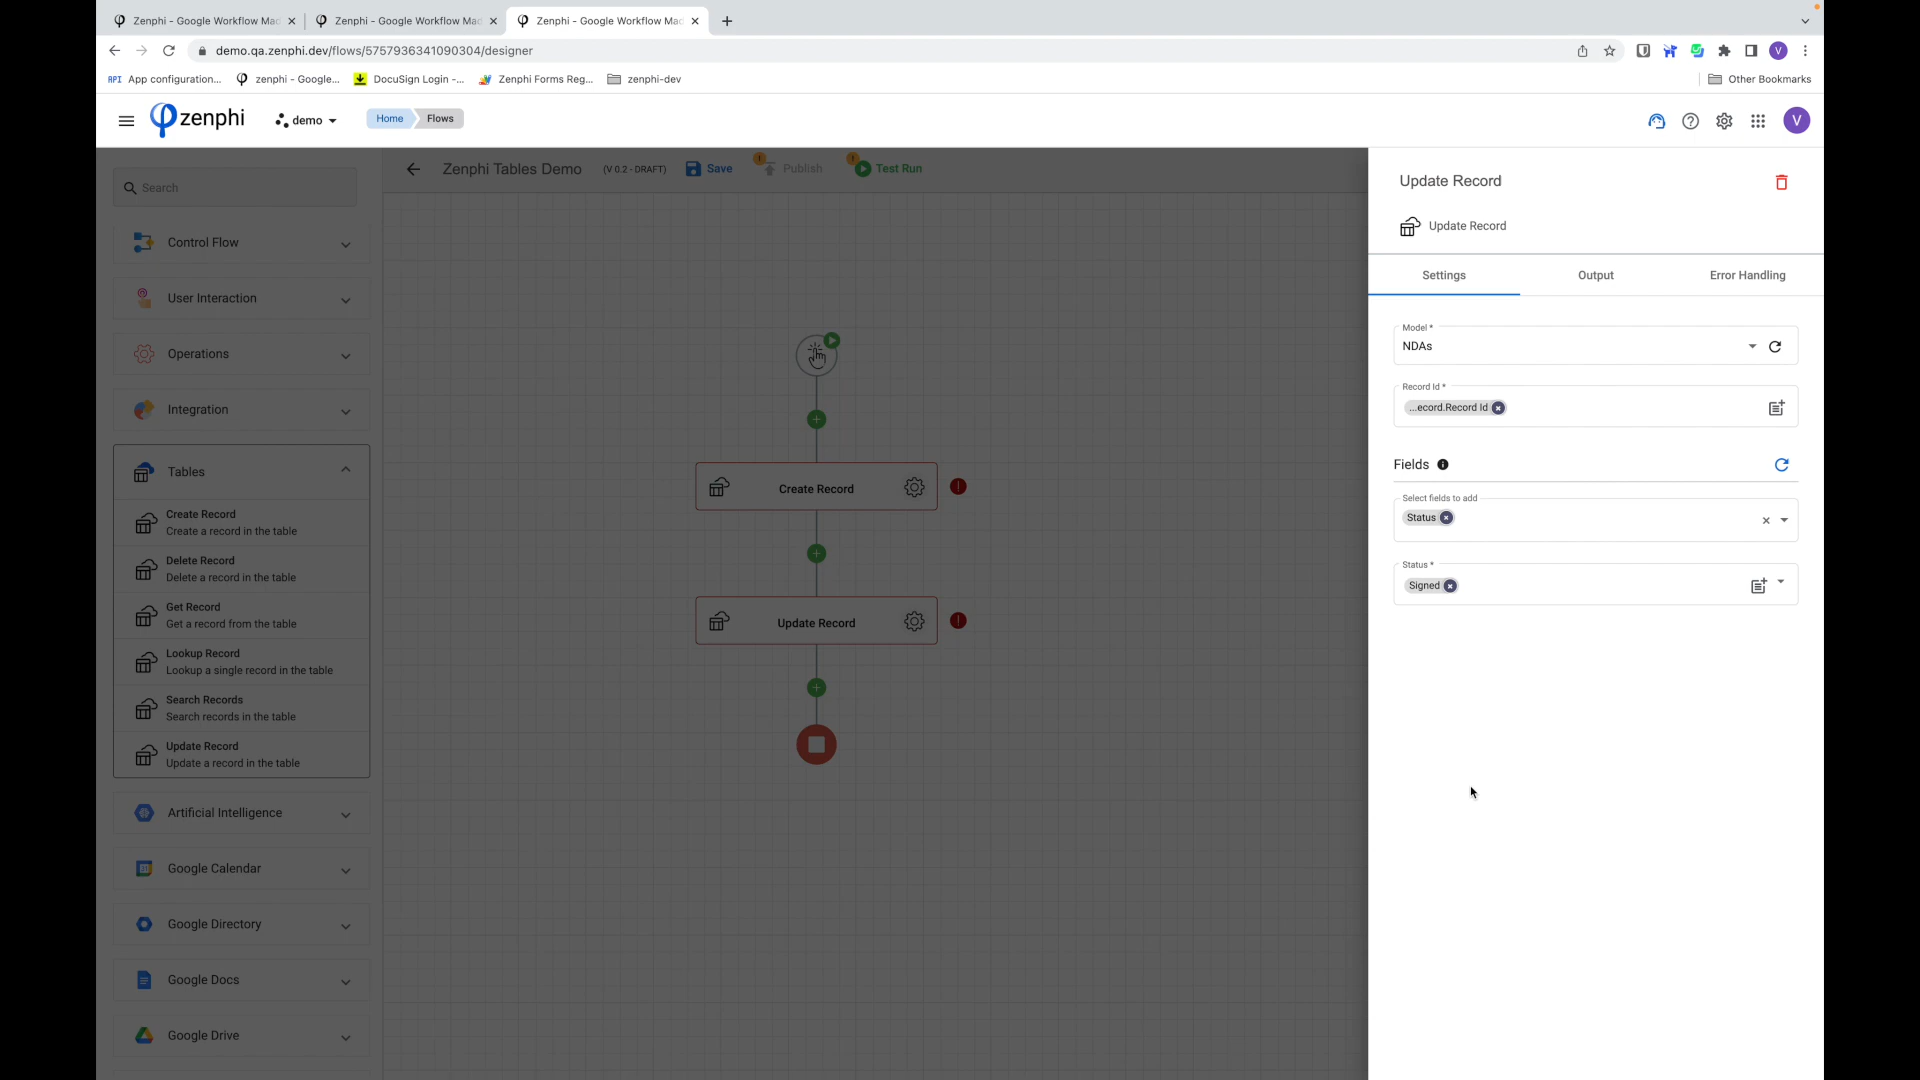 Zenphi - Google Workflow Mad
Zenphi - Google Workflow Mad
Zenphi - Google Workflow Mad
demo.qa.zenphi.dev/flows/5757936341090304/designer
V
API App configuration...
zenphi - Google...
DocuSign Login -...
Zenphi Forms Reg...
zenphi-dev
Other Bookmarks
zenphi
demo
Home
Flows
V
Search
Control Flow
User Interaction
Operations
Integration
Tables
Create Record
Create a record in the table
Delete Record
Delete a record in the table
Get Record
Get a record from the table
Lookup Record
Lookup a single record in the table
Search Records
Search records in the table
Update Record
Update a record in the table
Artificial Intelligence
Google Calendar
Google Directory
Google Docs
Google Drive
Zenphi Tables Demo
(V 0.2 - DRAFT)
Save
Publish
Test Run
Create Record
Update Record
Update Record
Update Record
Settings
Output
Error Handling
Model *
NDAs
Record Id *
...ecord.Record Id
Fields
Select fields to add
Status
Status *
Signed